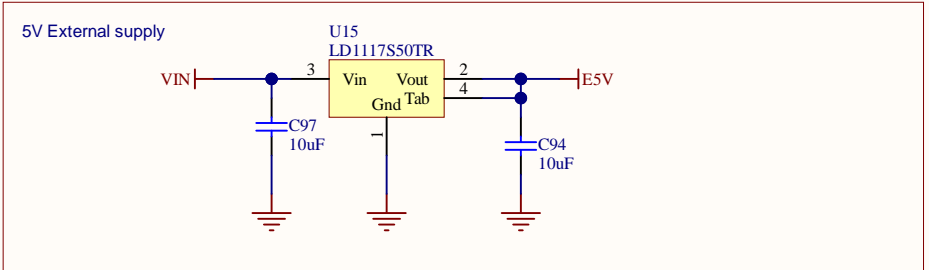 5V External supply
U15
LD1117S50TR
VIN
3
Vin
Vout
2
E5V
Gnd
Tab
4
1
C97
10uF
C94
10uF